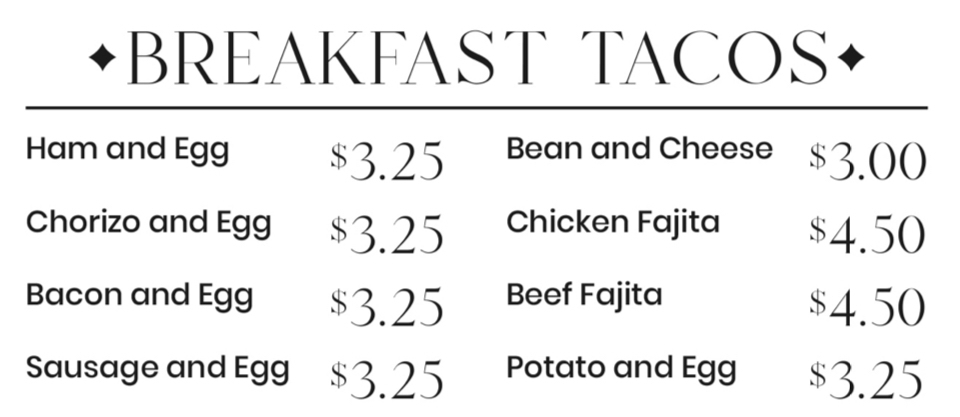 BREAKFAST TACOS
Ham and Egg $3.25
Chorizo and Egg $3.25
Bacon and Egg $3.25
Sausage and Egg $3.25
Bean and Cheese $3.00
Chicken Fajita $4.50
Beef Fajita $4.50
Potato and Egg $3.25